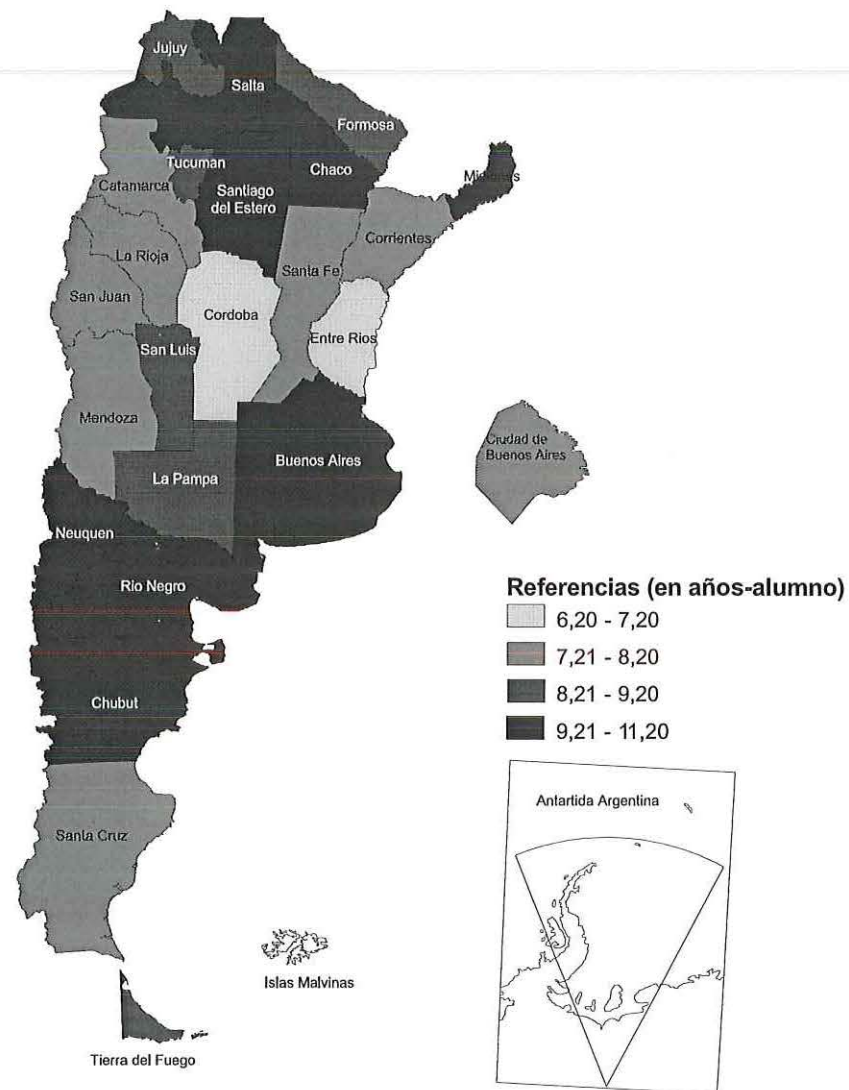 Jujuy
Salta
Formosa
Tucuman
Chaco
Misiones
Catamarca
Santiago
del Estero
Corrientes
La Rioja
Santa Fe
San Juan
Cordoba
San Luis
Entre Rios
Mendoza
Ciudad de
Buenos Aires
Buenos Aires
La Pampa
Neuquen
Rio Negro
Chubut
Santa Cruz
Islas Malvinas
Tierra del Fuego
Referencias (en años-alumno)
6,20 - 7,20
7,21 - 8,20
8,21 - 9,20
9,21 - 11,20
Antartida Argentina